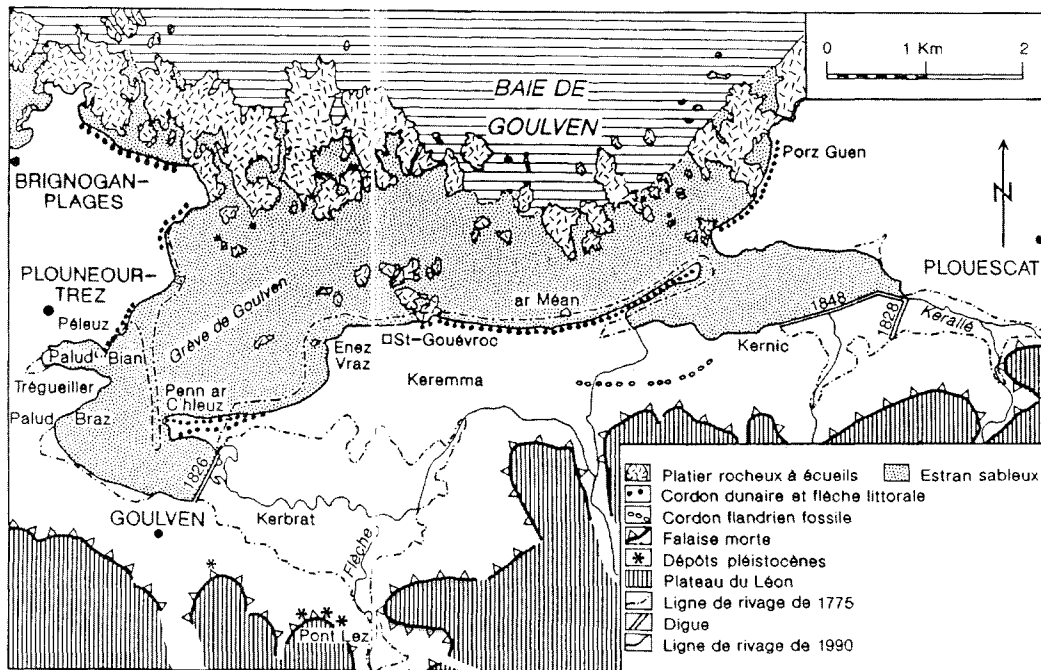 0 1 Km 2
BAIE DE
GOULVEN
Porz Guen
BRIGNOGAN-
PLAGES
N
PLOUNEOUR-
TREZ
PLOUESCAT
Péleuz
Grève de Goulven
ar Méan
1848
1828
Kerallé
Palud Biani
St-Gouévroc
Enez
Vraz
Kernic
Trégueiller
Penn ar
C'hleuz
Keremma
Palud Braz
1826
GOULVEN
Kerbrat
Flèche
Pont Lez
Platier rocheux à écueils
Estran sableux
Cordon dunaire et flèche littorale
Cordon flandrien fossile
Falaise morte
Dépôts pléistocènes
Plateau du Léon
Ligne de rivage de 1775
Digue
Ligne de rivage de 1990